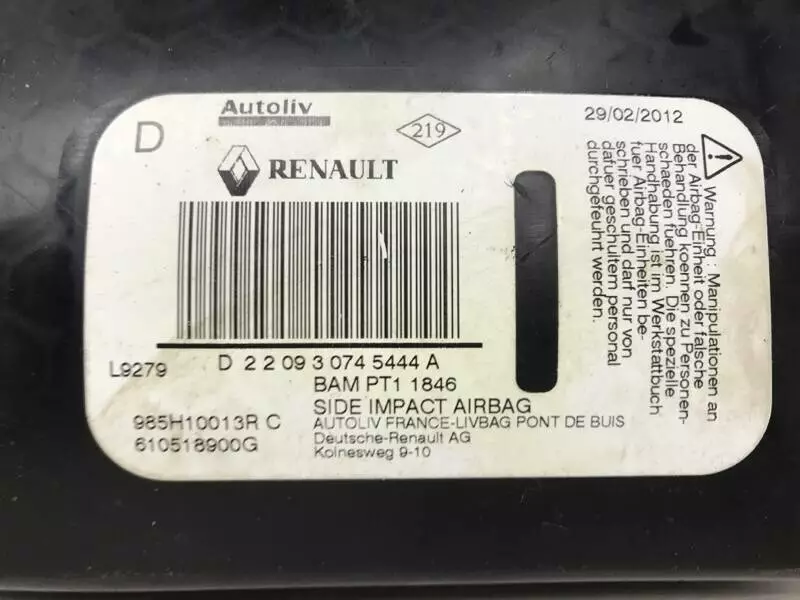 Autoliv
D
219
29/02/2012
RENAULT
L9279
D 2 2 09 3 074 5444 A
BAM PT1 1846
SIDE IMPACT AIRBAG
985H10013R C
AUTOLIV FRANCE-LIVBAG PONT DE BUIS
610518900G
Deutsche-Renault AG
Kolnesweg 9-10
Warnung : Manipulationen an
der Airbag-Einheit oder falsche
Behandlung koennen zu Personen-
schaeden fuehren. Die spezielle
Handhabung ist im Werkstattbuch
fuer Airbag-Einheiten be-
schrieben und darf nur von
dafuer geschultem personal
durchgefeuhrt werden.